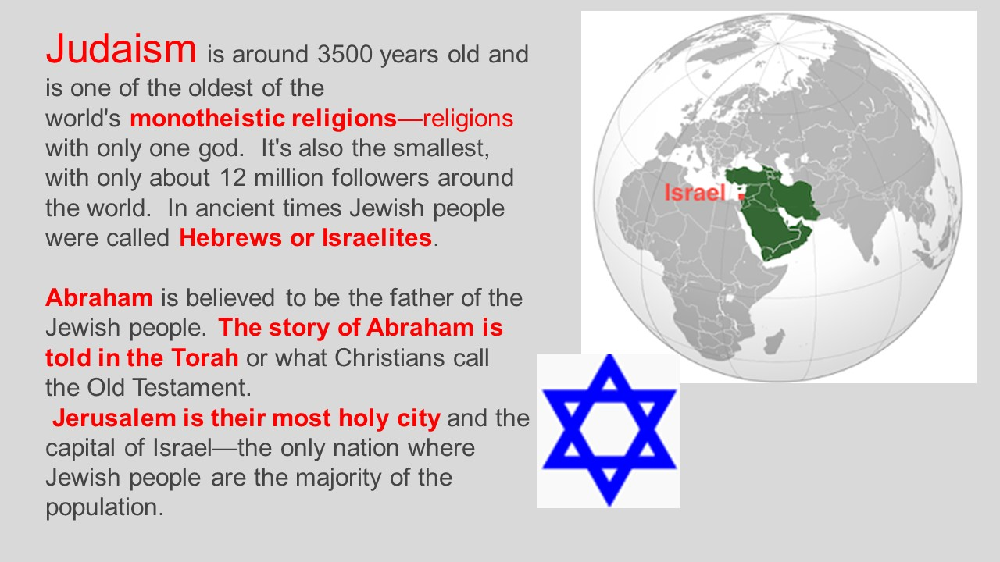 Judaism is around 3500 years old and
is one of the oldest of the
world's monotheistic religions—religions
with only one god.  It's also the smallest,
with only about 12 million followers around
the world.  In ancient times Jewish people
were called Hebrews or Israelites.
Abraham is believed to be the father of the
Jewish people.  The story of Abraham is
told in the Torah or what Christians call
the Old Testament.
Jerusalem is their most holy city and the
capital of Israel—the only nation where
Jewish people are the majority of the
population.
Israel